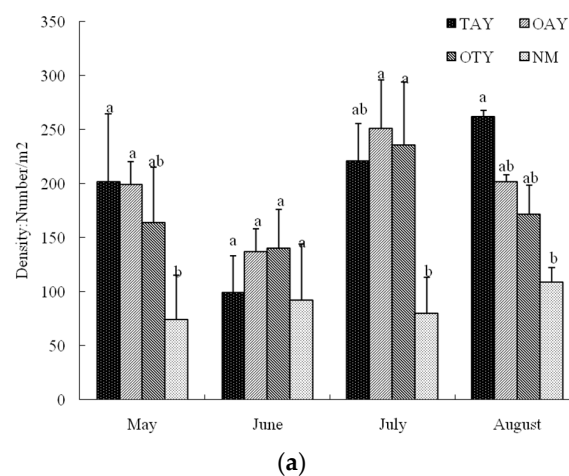 350
300
250
200
150
100
50
0
Density:Number/m2
TAY OAY
OTY NM
a a ab b
a a a a
ab a a b
a ab ab b
May June July August
(a)